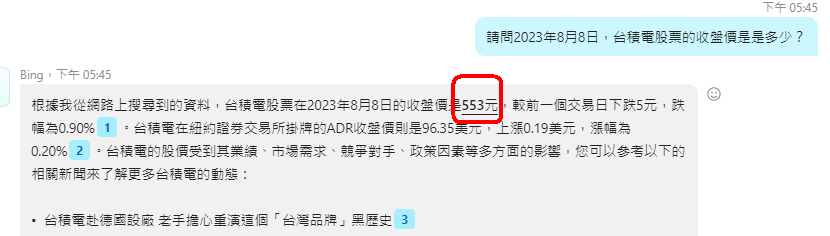 下午 05:45
請問2023年8月8日，台積電股票的收盤價是是多少？
Bing，下午 05:45
根據我從網路上搜尋到的資料，台積電股票在2023年8月8日的收盤價是553元，較前一個交易日下跌5元，跌
幅為0.90% 1 。台積電在紐約證券交易所掛牌的ADR收盤價則是96.35美元，上漲0.19美元，漲幅為
0.20% 2 。台積電的股價受到其業績、市場需求、競爭對手、政策因素等多方面的影響，您可以參考以下的
相關新聞來了解更多台積電的動態：
• 台積電赴德國設廠 老手擔心重演這個「台灣品牌」黑歷史 3